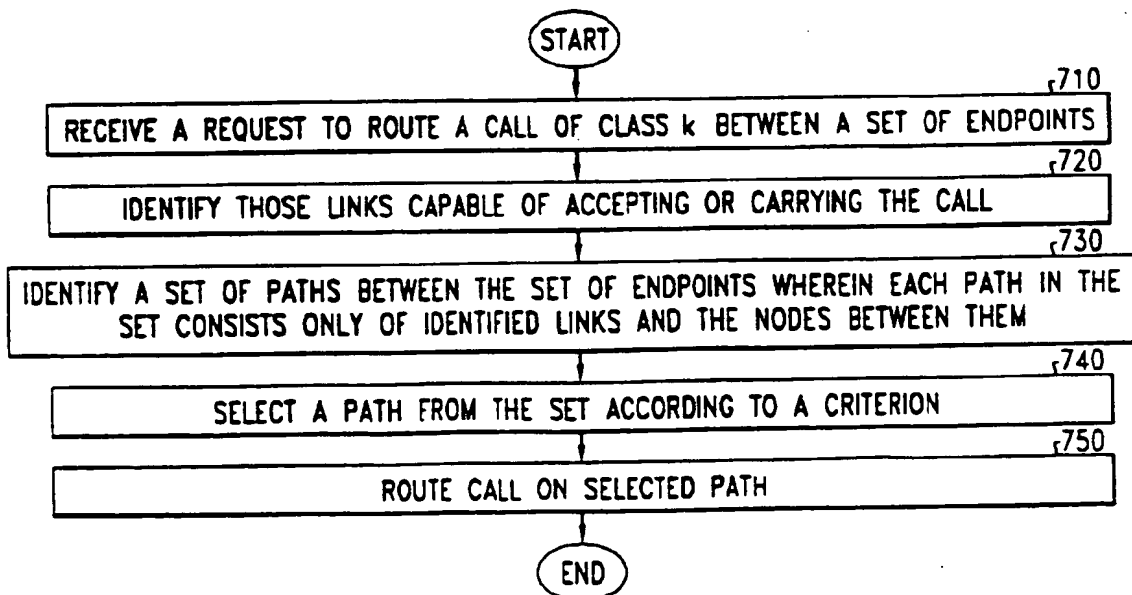 START
710
RECEIVE A REQUEST TO ROUTE A CALL OF CLASS k BETWEEN A SET OF ENDPOINTS
720
IDENTIFY THOSE LINKS CAPABLE OF ACCEPTING OR CARRYING THE CALL
730
IDENTIFY A SET OF PATHS BETWEEN THE SET OF ENDPOINTS WHEREIN EACH PATH IN THE
SET CONSISTS ONLY OF IDENTIFIED LINKS AND THE NODES BETWEEN THEM
740
SELECT A PATH FROM THE SET ACCORDING TO A CRITERION
750
ROUTE CALL ON SELECTED PATH
END